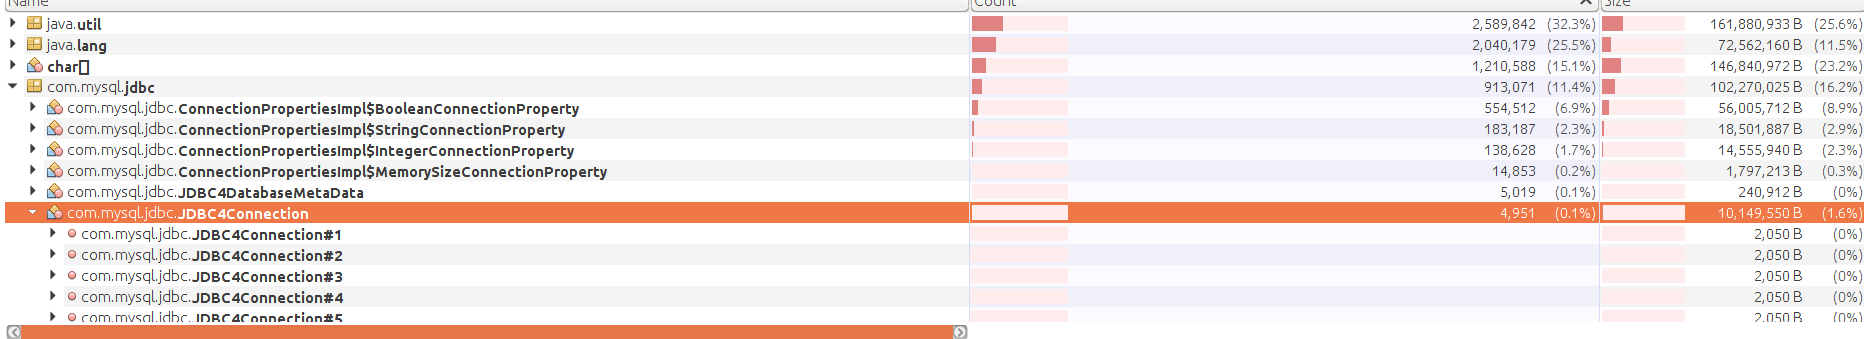 Name Count Size
java.util 2,589,842 (32.3%) 161,880,933 B (25.6%)
java.lang 2,040,179 (25.5%) 72,562,160 B (11.5%)
char[] 1,210,588 (15.1%) 146,840,972 B (23.2%)
com.mysql.jdbc 913,071 (11.4%) 102,270,025 B (16.2%)
com.mysql.jdbc.ConnectionPropertiesImpl$BooleanConnectionProperty 554,512 (6.9%) 56,005,712 B (8.9%)
com.mysql.jdbc.ConnectionPropertiesImpl$StringConnectionProperty 183,187 (2.3%) 18,501,887 B (2.9%)
com.mysql.jdbc.ConnectionPropertiesImpl$IntegerConnectionProperty 138,628 (1.7%) 14,555,940 B (2.3%)
com.mysql.jdbc.ConnectionPropertiesImpl$MemorySizeConnectionProperty 14,853 (0.2%) 1,797,213 B (0.3%)
com.mysql.jdbc.JDBC4DatabaseMetaData 5,019 (0.1%) 240,912 B (0%)
com.mysql.jdbc.JDBC4Connection 4,951 (0.1%) 10,149,550 B (1.6%)
com.mysql.jdbc.JDBC4Connection#1 2,050 B (0%)
com.mysql.jdbc.JDBC4Connection#2 2,050 B (0%)
com.mysql.jdbc.JDBC4Connection#3 2,050 B (0%)
com.mysql.jdbc.JDBC4Connection#4 2,050 B (0%)
com.mysql.jdbc.JDBC4Connection#5 2,050 B (0%)